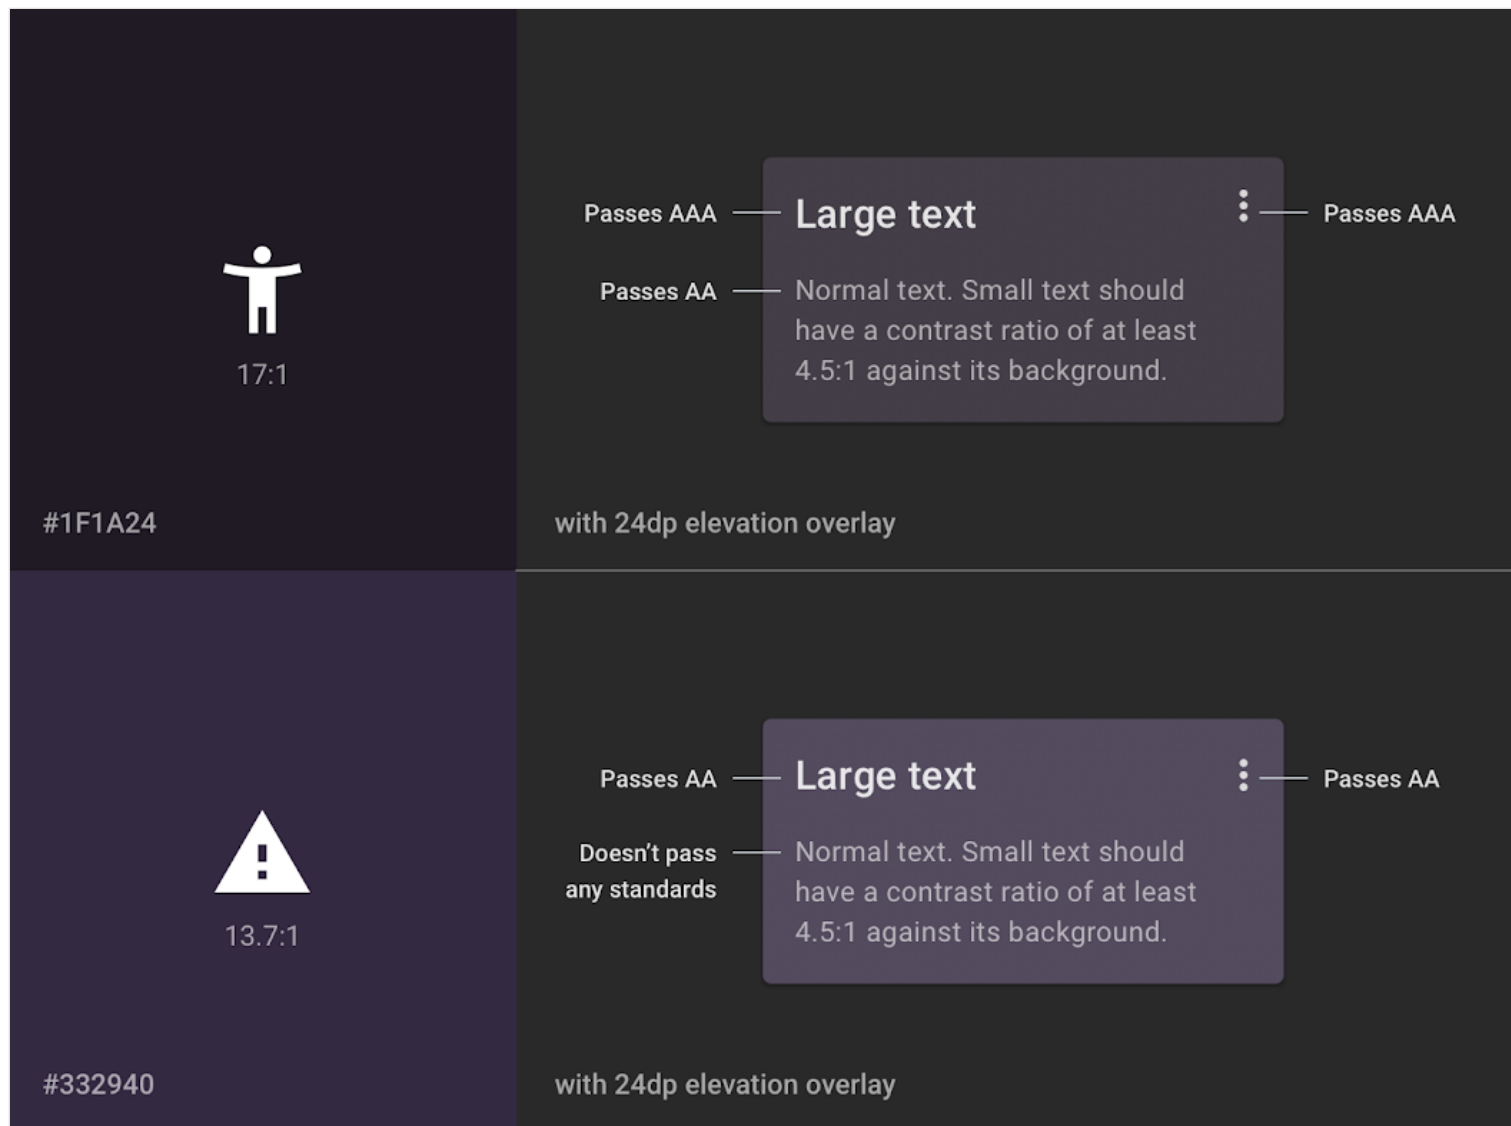 17:1
#1F1A24
Passes AAA
Large text
Passes AAA
Passes AA
Normal text. Small text should
have a contrast ratio of at least
4.5:1 against its background.
with 24dp elevation overlay
13.7:1
#332940
Passes AA
Large text
Passes AA
Doesn’t pass
any standards
Normal text. Small text should
have a contrast ratio of at least
4.5:1 against its background.
with 24dp elevation overlay